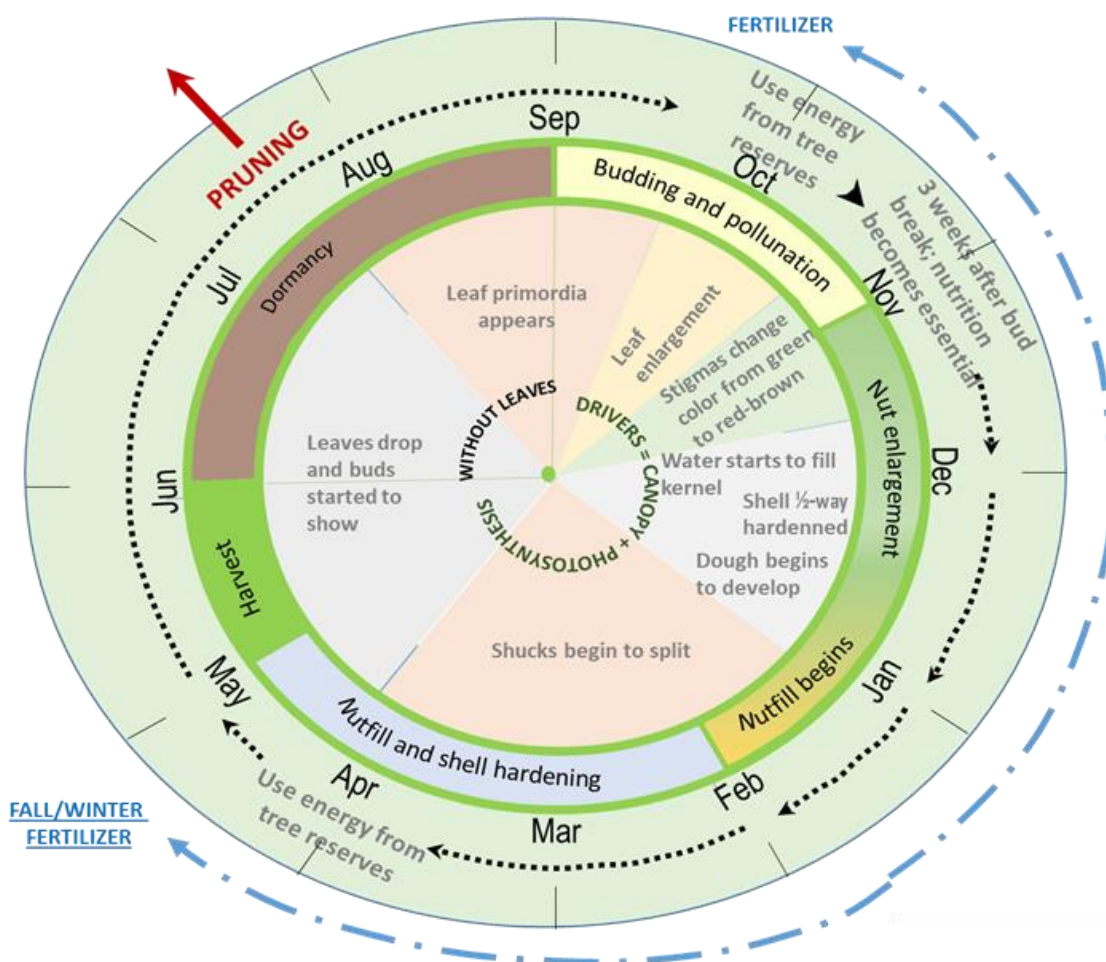 FERTILIZER
PRUNING
Use energy
from tree
reserves
3 weeks after bud
break; nutrition
becomes essential
Sep
Oct
Nov
Dec
Jan
Feb
Mar
Apr
May
Jun
Jul
Aug
Budding and pollunation
Nut enlargement
Nutfill begins
Nutfill and shell hardening
Harvest
Dormancy
Leaf primordia
appears
Leaf
enlargement
Stigmas change
color from green
to red-brown
Water starts to fill
kernel
Shell ½-way
hardenned
Dough begins
to develop
Shucks begin to split
Leaves drop
and buds
started to
show
WITHOUT LEAVES
DRIVERS = CANOPY + PHOTOSYNTHESIS
Use energy from
tree reserves
FALL/WINTER
FERTILIZER